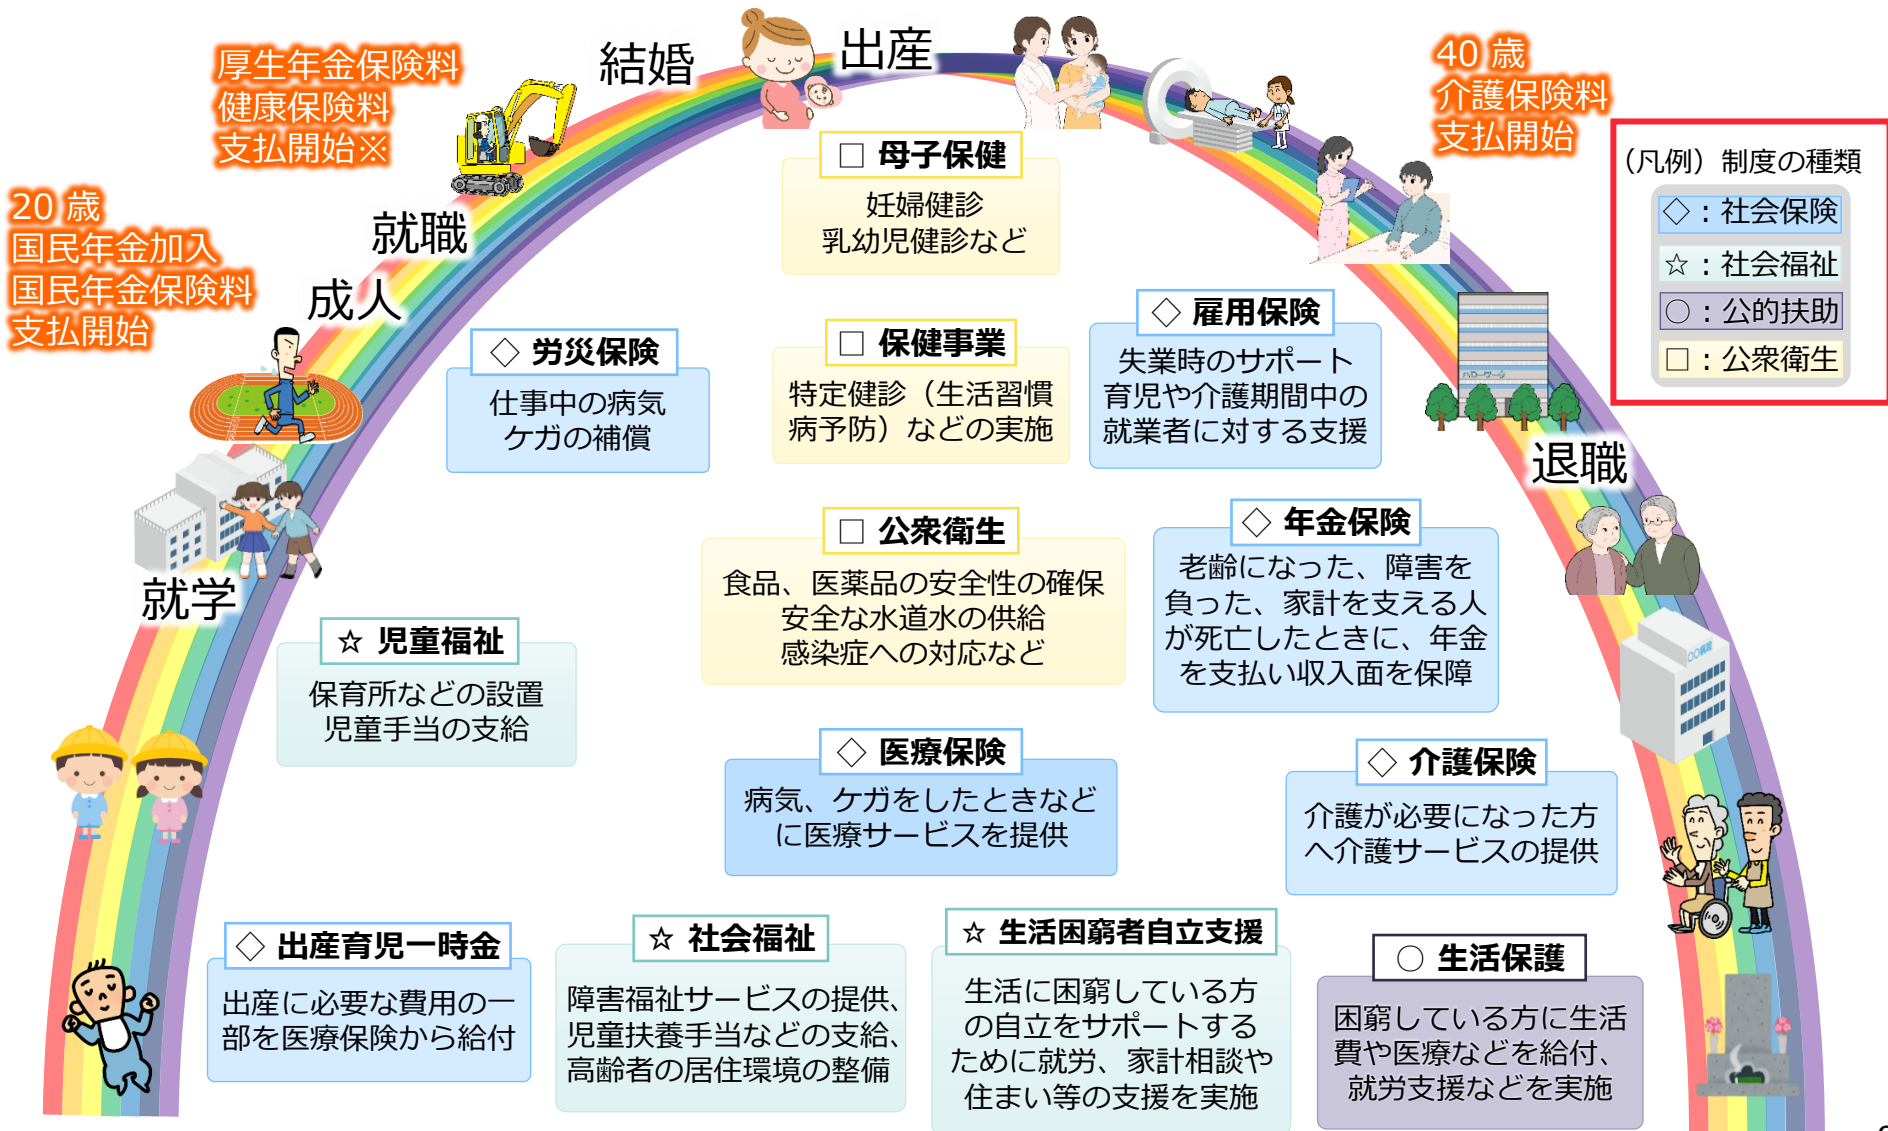 結婚
出産
厚生年金保険料
健康保険料
支払開始※
40 歳
介護保険料
支払開始
20 歳
国民年金加入
国民年金保険料
支払開始
就職
成人
就学
退職
（凡例）制度の種類
◇：社会保険
☆：社会福祉
○：公的扶助
□：公衆衛生
□ 母子保健
妊婦健診
乳幼児健診など
◇ 労災保険
仕事中の病気
ケガの補償
□ 保健事業
特定健診（生活習慣
病予防）などの実施
◇ 雇用保険
失業時のサポート
育児や介護期間中の
就業者に対する支援
ハローワーク
□ 公衆衛生
食品、医薬品の安全性の確保
安全な水道水の供給
感染症への対応など
◇ 年金保険
老齢になった、障害を
負った、家計を支える人
が死亡したときに、年金
を支払い収入面を保障
☆ 児童福祉
保育所などの設置
児童手当の支給
○○病院
◇ 医療保険
病気、ケガをしたときなど
に医療サービスを提供
◇ 介護保険
介護が必要になった方
へ介護サービスの提供
◇ 出産育児一時金
出産に必要な費用の一
部を医療保険から給付
☆ 社会福祉
障害福祉サービスの提供、
児童扶養手当などの支給、
高齢者の居住環境の整備
☆ 生活困窮者自立支援
生活に困窮している方
の自立をサポートする
ために就労、家計相談や
住まい等の支援を実施
○ 生活保護
困窮している方に生活
費や医療などを給付、
就労支援などを実施